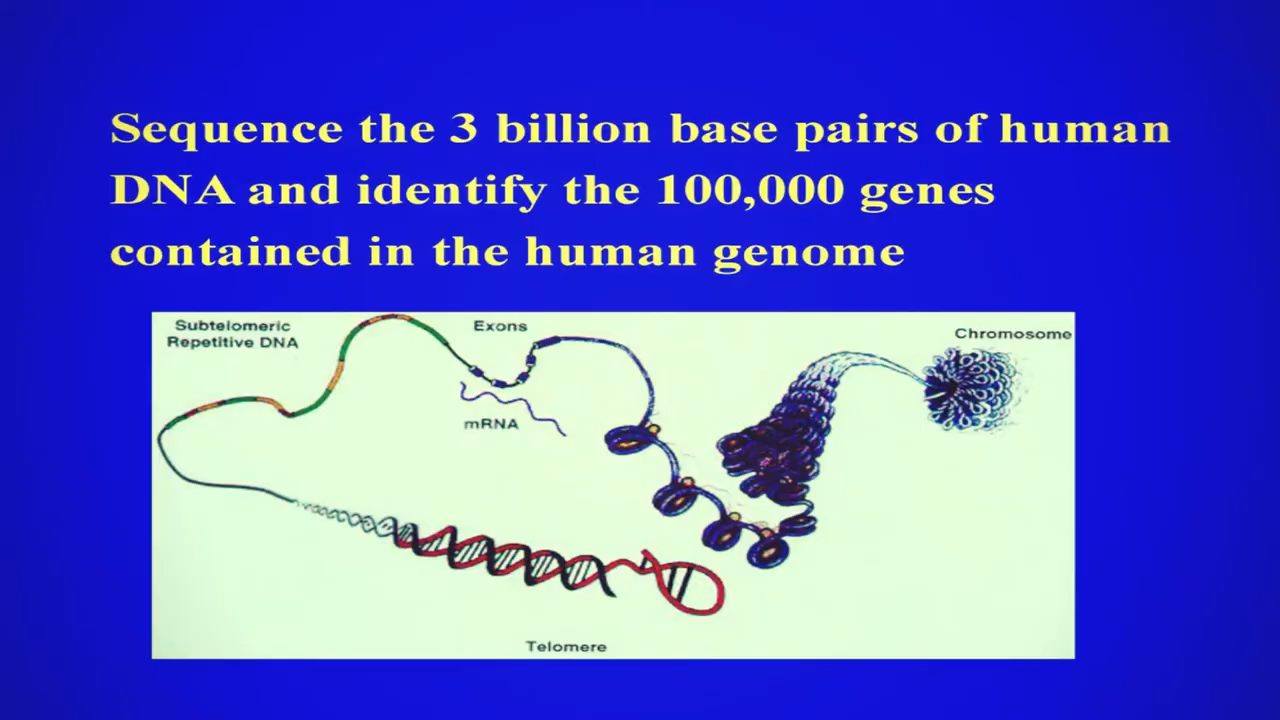 Sequence the 3 billion base pairs of human
DNA and identify the 100,000 genes
contained in the human genome
Subtelomeric
Repetitive DNA
Exons
Chromosome
mRNA
Telomere